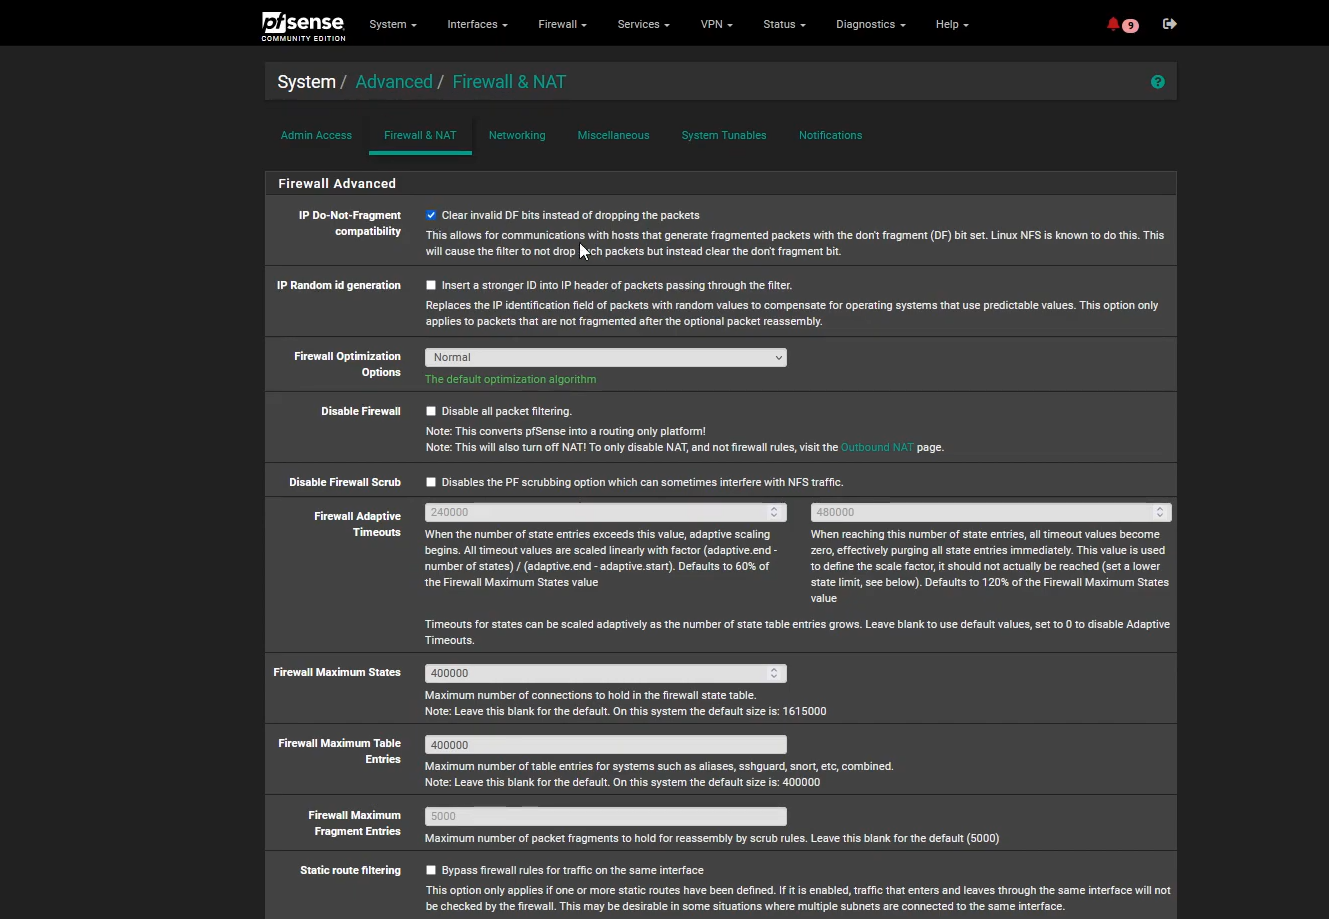 pfsense
COMMUNITY EDITION
System
Interfaces
Firewall
Services
VPN
Status
Diagnostics
Help
9
System / Advanced / Firewall & NAT
?
Admin Access
Firewall & NAT
Networking
Miscellaneous
System Tunables
Notifications
Firewall Advanced
IP Do-Not-Fragment
compatibility
Clear invalid DF bits instead of dropping the packets
This allows for communications with hosts that generate fragmented packets with the don't fragment (DF) bit set. Linux NFS is known to do this. This
will cause the filter to not drop such packets but instead clear the don't fragment bit.
IP Random id generation
Insert a stronger ID into IP header of packets passing through the filter.
Replaces the IP identification field of packets with random values to compensate for operating systems that use predictable values. This option only
applies to packets that are not fragmented after the optional packet reassembly.
Firewall Optimization
Options
Normal
The default optimization algorithm
Disable Firewall
Disable all packet filtering.
Note: This converts pfSense into a routing only platform!
Note: This will also turn off NAT! To only disable NAT, and not firewall rules, visit the Outbound NAT page.
Disable Firewall Scrub
Disables the PF scrubbing option which can sometimes interfere with NFS traffic.
Firewall Adaptive
Timeouts
240000
When the number of state entries exceeds this value, adaptive scaling
begins. All timeout values are scaled linearly with factor (adaptive.end -
number of states) / (adaptive.end - adaptive.start). Defaults to 60% of
the Firewall Maximum States value
480000
When reaching this number of state entries, all timeout values become
zero, effectively purging all state entries immediately. This value is used
to define the scale factor, it should not actually be reached (set a lower
state limit, see below). Defaults to 120% of the Firewall Maximum States
value
Timeouts for states can be scaled adaptively as the number of state table entries grows. Leave blank to use default values, set to 0 to disable Adaptive
Timeouts.
Firewall Maximum States
400000
Maximum number of connections to hold in the firewall state table.
Note: Leave this blank for the default. On this system the default size is: 1615000
Firewall Maximum Table
Entries
400000
Maximum number of table entries for systems such as aliases, sshguard, snort, etc, combined.
Note: Leave this blank for the default. On this system the default size is: 400000
Firewall Maximum
Fragment Entries
5000
Maximum number of packet fragments to hold for reassembly by scrub rules. Leave this blank for the default (5000)
Static route filtering
Bypass firewall rules for traffic on the same interface
This option only applies if one or more static routes have been defined. If it is enabled, traffic that enters and leaves through the same interface will not
be checked by the firewall. This may be desirable in some situations where multiple subnets are connected to the same interface.